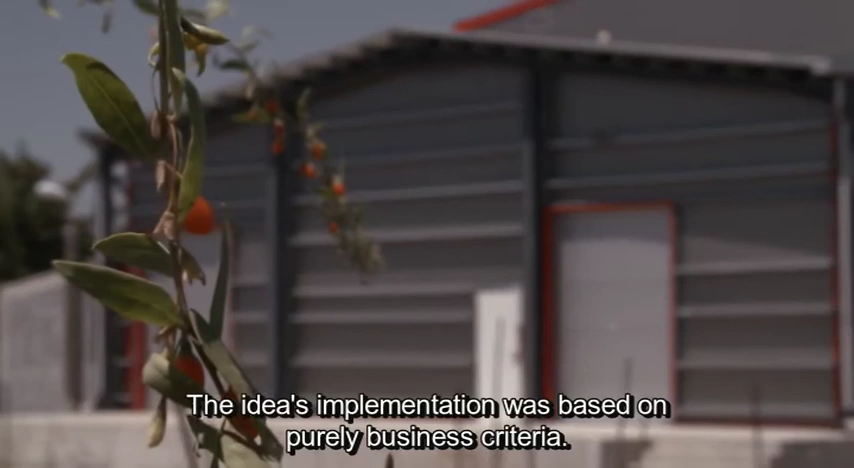 The idea's implementation was based on
purely business criteria.